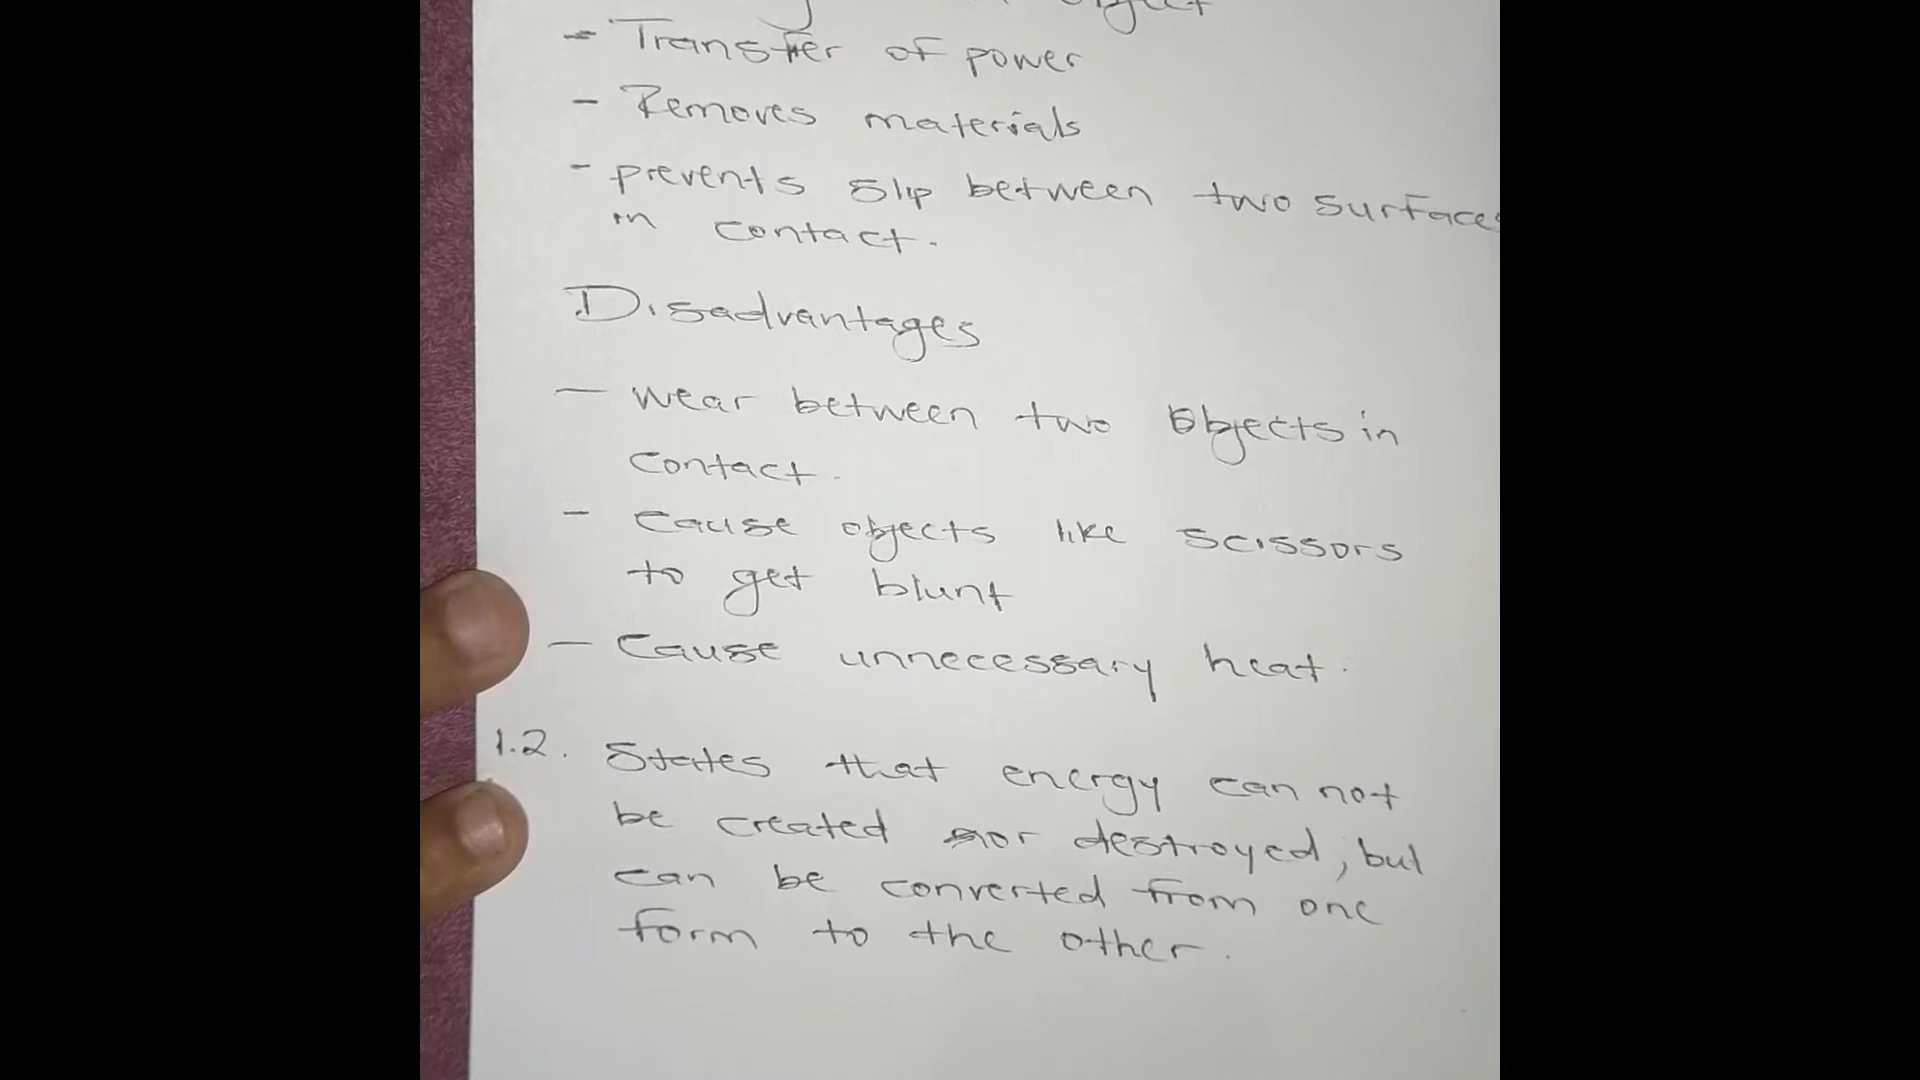 - Transfer of power
- Removes materials
- prevents slip between two surfaces
in contact.
Disadvantages
- wear between two objects in
contact.
- cause objects like scissors
to get blunt
- Cause unnecessary heat.
1.2. States that energy can not
be created nor destroyed, but
can be converted from one
form to the other.